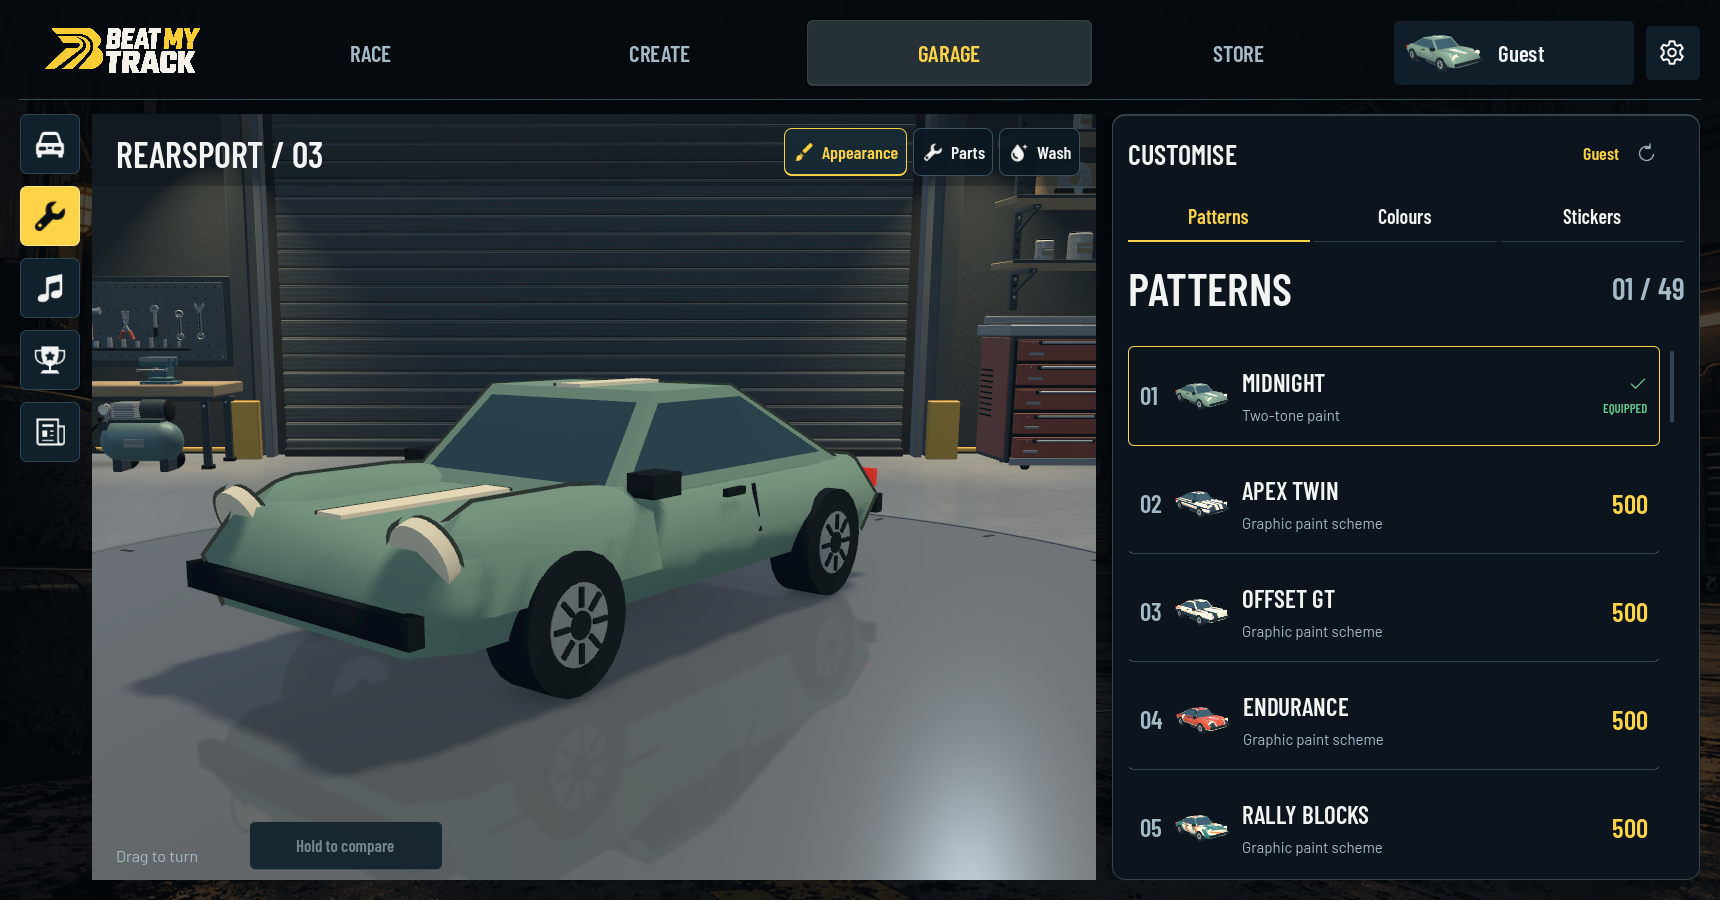 BEAT MY
TRACK
RACE
CREATE
GARAGE
STORE
Guest
REARSPORT / 03
Appearance
Parts
Wash
CUSTOMISE
Guest
Patterns
Colours
Stickers
PATTERNS
01 / 49
01
MIDNIGHT
Two-tone paint
EQUIPPED
02
APEX TWIN
Graphic paint scheme
500
03
OFFSET GT
Graphic paint scheme
500
04
ENDURANCE
Graphic paint scheme
500
05
RALLY BLOCKS
Graphic paint scheme
500
Hold to compare
Drag to turn